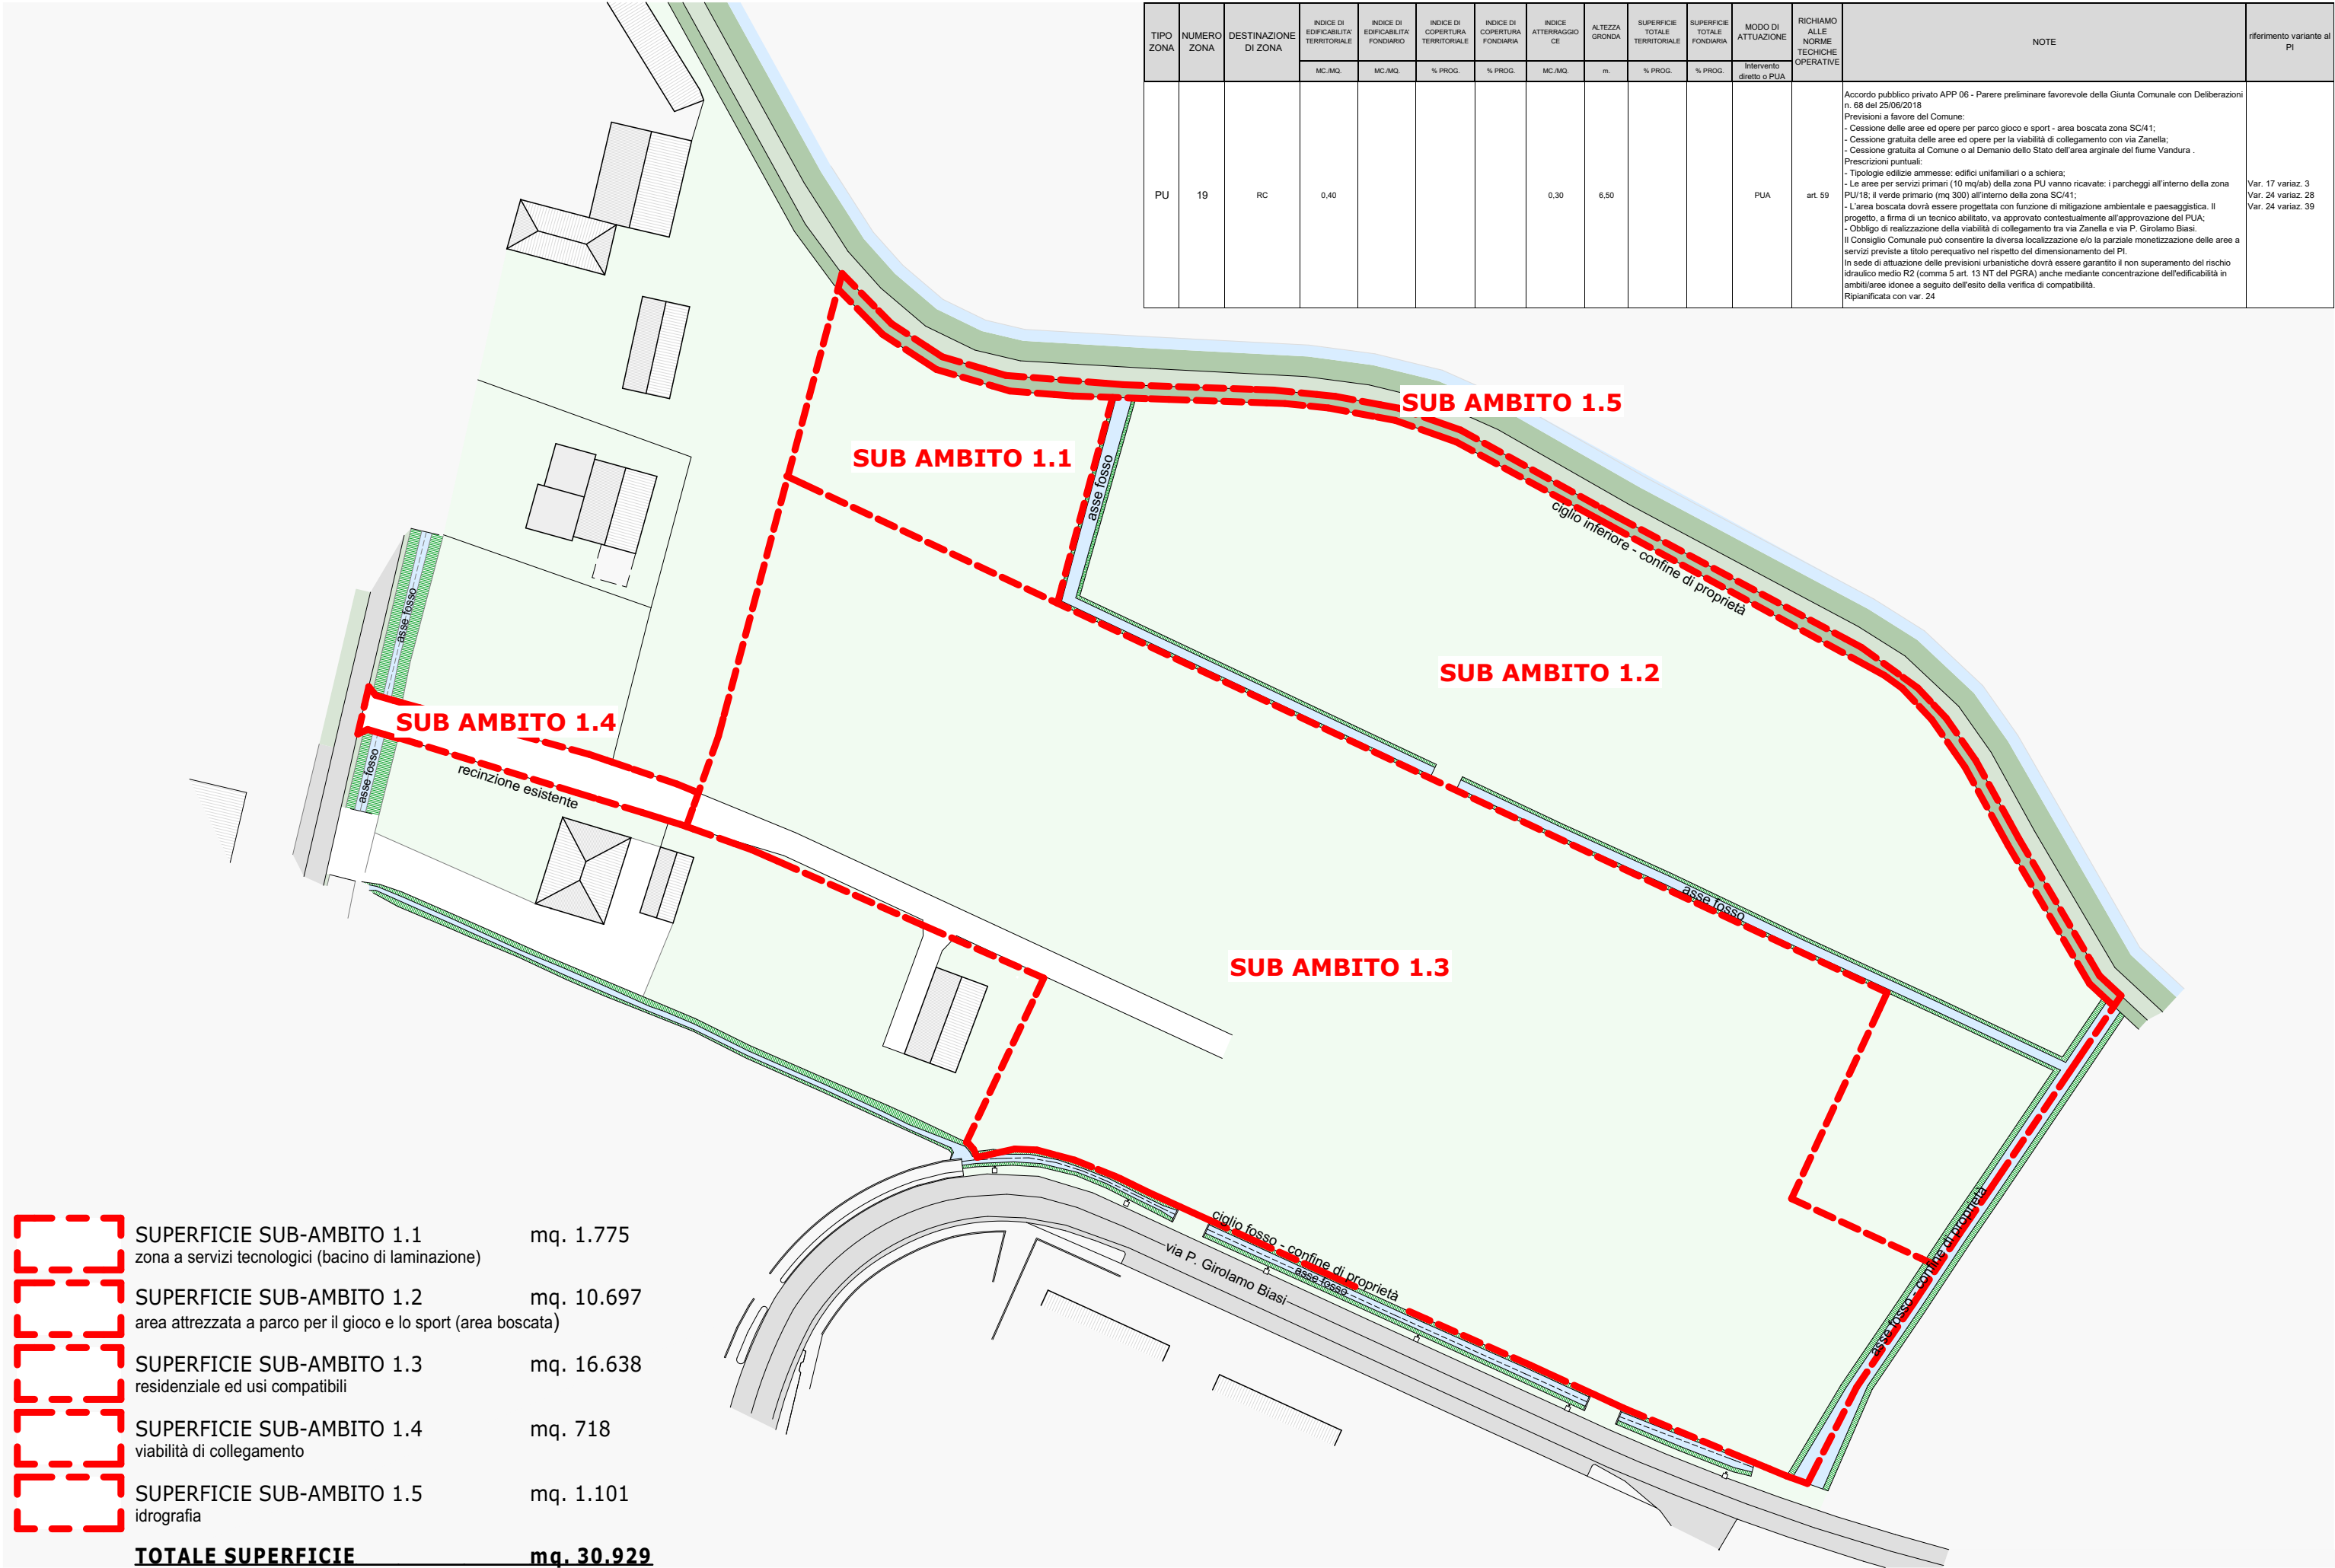 TIPO ZONA
NUMERO ZONA
DESTINAZIONE DI ZONA
INDICE DI EDIFICABILITA' TERRITORIALE
INDICE DI EDIFICABILITA' FONDIARIO
INDICE DI COPERTURA TERRITORIALE
INDICE DI COPERTURA FONDIARIA
INDICE ATTERRAGGIO CE
ALTEZZA GRONDA
SUPERFICIE TOTALE TERRITORIALE
SUPERFICIE TOTALE FONDIARIA
MODO DI ATTUAZIONE
RICHIAMO ALLE NORME TECHICHE OPERATIVE
NOTE
riferimento variante al PI
MC./MQ.
MC./MQ.
% PROG.
% PROG.
MC./MQ.
m.
% PROG.
% PROG.
Intervento diretto o PUA
PU
19
RC
0,40
0,30
6,50
PUA
art. 59
Accordo pubblico privato APP 06 - Parere preliminare favorevole della Giunta Comunale con Deliberazioni
n. 68 del 25/06/2018
Previsioni a favore del Comune:
- Cessione delle aree ed opere per parco gioco e sport - area boscata zona SC/41;
- Cessione gratuita delle aree ed opere per la viabilità di collegamento con via Zanella;
- Cessione gratuita al Comune o al Demanio dello Stato dell'area arginale del fiume Vandura .
Prescrizioni puntuali:
- Tipologie edilizie ammesse: edifici unifamiliari o a schiera;
- Le aree per servizi primari (10 mq/ab) della zona PU vanno ricavate: i parcheggi all'interno della zona
PU/18; il verde primario (mq 300) all'interno della zona SC/41;
- L'area boscata dovrà essere progettata con funzione di mitigazione ambientale e paesaggistica. Il
progetto, a firma di un tecnico abilitato, va approvato contestualmente all'approvazione del PUA;
- Obbligo di realizzazione della viabilità di collegamento tra via Zanella e via P. Girolamo Biasi.
Il Consiglio Comunale può consentire la diversa localizzazione e/o la parziale monetizzazione delle aree a
servizi previste a titolo perequativo nel rispetto del dimensionamento del PI.
In sede di attuazione delle previsioni urbanistiche dovrà essere garantito il non superamento del rischio
idraulico medio R2 (comma 5 art. 13 NT del PGRA) anche mediante concentrazione dell'edificabilità in
ambiti/aree idonee a seguito dell'esito della verifica di compatibilità.
Ripianificata con var. 24
Var. 17 variaz. 3
Var. 24 variaz. 28
Var. 24 variaz. 39
SUB AMBITO 1.5
SUB AMBITO 1.1
asse fosso
ciglio inferiore - confine di proprietà
asse fosso
SUB AMBITO 1.2
SUB AMBITO 1.4
recinzione esistente
asse fosso
asse fosso
SUB AMBITO 1.3
ciglio fosso - confine di proprietà
asse fosso
via P. Girolamo Biasi
asse fosso - confine di proprietà
SUPERFICIE SUB-AMBITO 1.1 mq. 1.775
zona a servizi tecnologici (bacino di laminazione)
SUPERFICIE SUB-AMBITO 1.2 mq. 10.697
area attrezzata a parco per il gioco e lo sport (area boscata)
SUPERFICIE SUB-AMBITO 1.3 mq. 16.638
residenziale ed usi compatibili
SUPERFICIE SUB-AMBITO 1.4 mq. 718
viabilità di collegamento
SUPERFICIE SUB-AMBITO 1.5 mq. 1.101
idrografia
TOTALE SUPERFICIE mq. 30.929